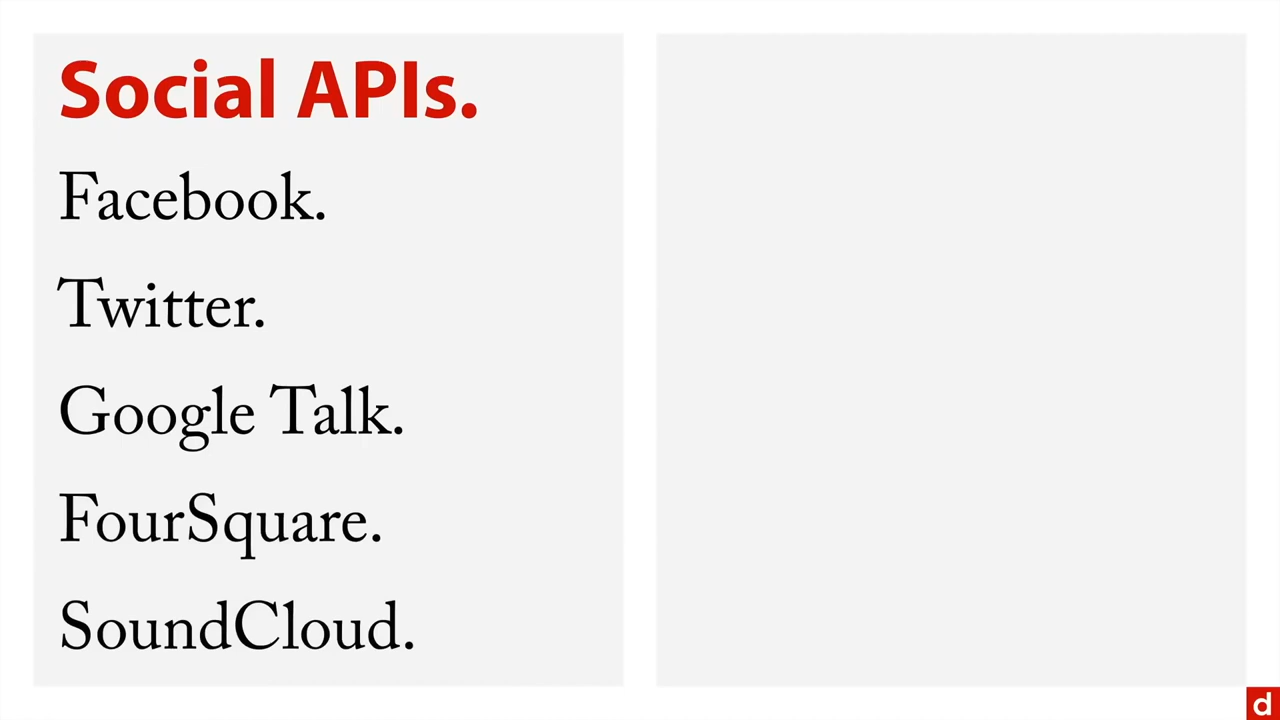 Social APIs.
Facebook.
Twitter.
Google Talk.
FourSquare.
SoundCloud.
d